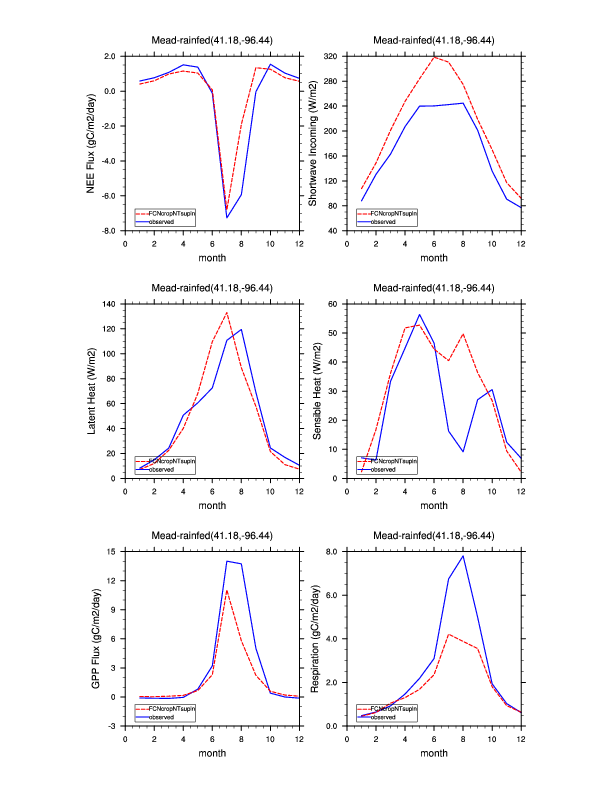 Mead-rainfed(41.18,-96.44)
NEE Flux (gC/m2/day)
2.0
0.0
-2.0
-4.0
-6.0
-8.0
0 2 4 6 8 10 12
month
FCNcropNTsupIn
observed
Mead-rainfed(41.18,-96.44)
Shortwave Incoming (W/m2)
320
280
240
200
160
120
80
40
0 2 4 6 8 10 12
month
FCNcropNTsupIn
observed
Mead-rainfed(41.18,-96.44)
Latent Heat (W/m2)
140
120
100
80
60
40
20
0
0 2 4 6 8 10 12
month
FCNcropNTsupIn
observed
Mead-rainfed(41.18,-96.44)
Sensible Heat (W/m2)
60
50
40
30
20
10
0
0 2 4 6 8 10 12
month
FCNcropNTsupIn
observed
Mead-rainfed(41.18,-96.44)
GPP Flux (gC/m2/day)
15
12
9
6
3
0
-3
0 2 4 6 8 10 12
month
FCNcropNTsupIn
observed
Mead-rainfed(41.18,-96.44)
Respiration (gC/m2/day)
8.0
6.0
4.0
2.0
0.0
0 2 4 6 8 10 12
month
FCNcropNTsupIn
observed